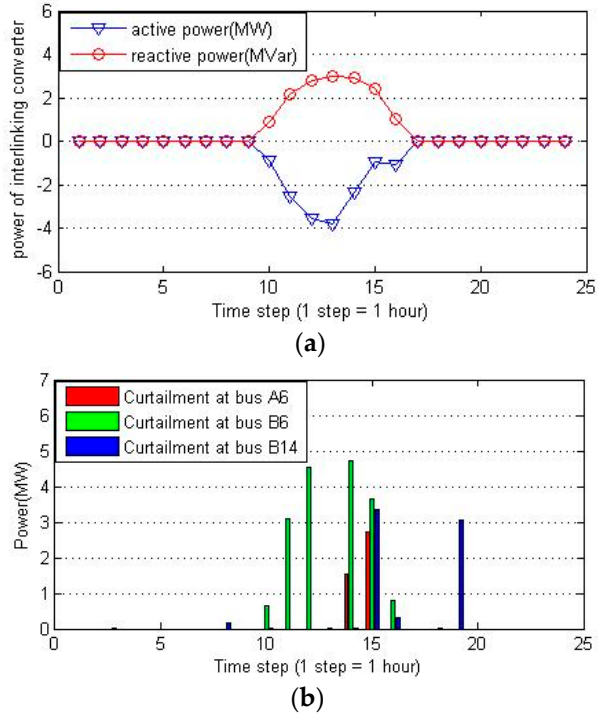 6
active power(MW)
reactive power(MVar)
4
2
0
-2
-4
-6
power of interlinking converter
0 5 10 15 20 25
Time step (1 step = 1 hour)
(a)
7
Curtailment at bus A6
Curtailment at bus B6
Curtailment at bus B14
6
5
4
3
2
1
0
Power(MW)
0 5 10 15 20 25
Time step (1 step = 1 hour)
(b)